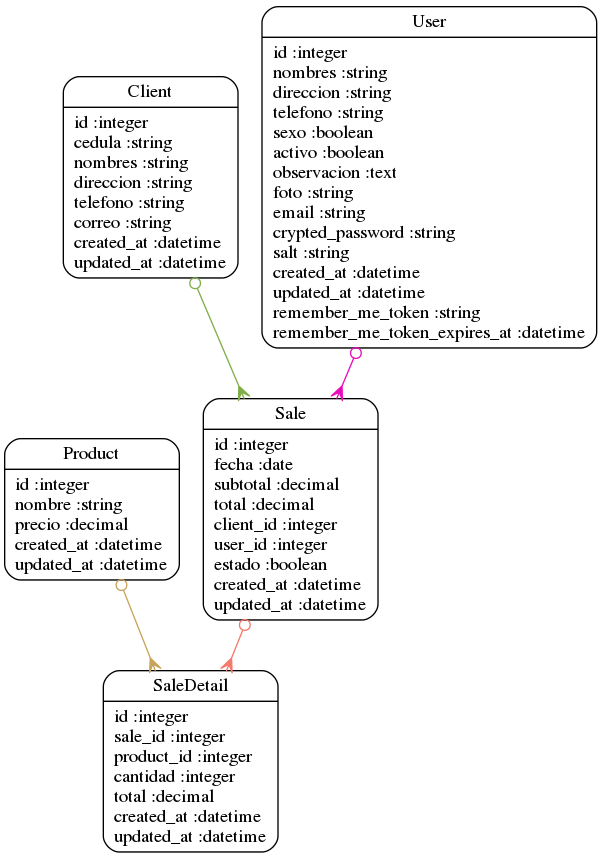 User
id :integer
nombres :string
direccion :string
telefono :string
sexo :boolean
activo :boolean
observacion :text
foto :string
email :string
crypted_password :string
salt :string
created_at :datetime
updated_at :datetime
remember_me_token :string
remember_me_token_expires_at :datetime
Client
id :integer
cedula :string
nombres :string
direccion :string
telefono :string
correo :string
created_at :datetime
updated_at :datetime
Sale
id :integer
fecha :date
subtotal :decimal
total :decimal
client_id :integer
user_id :integer
estado :boolean
created_at :datetime
updated_at :datetime
Product
id :integer
nombre :string
precio :decimal
created_at :datetime
updated_at :datetime
SaleDetail
id :integer
sale_id :integer
product_id :integer
cantidad :integer
total :decimal
created_at :datetime
updated_at :datetime